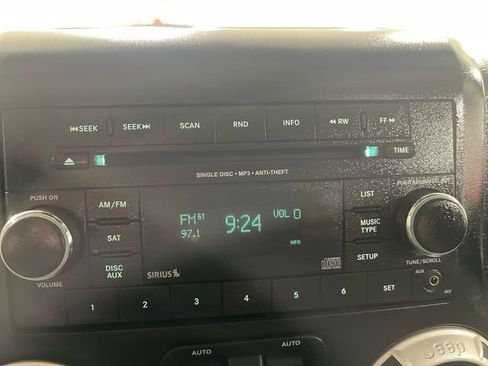 ⏮SEEK SEEK⏭ SCAN RND INFO ◀◀RW FF▶▶
TIME
SINGLE DISC • MP3 • ANTI-THEFT
PUSH ON
VOLUME
AM/FM
SAT
DISC AUX
FM ST 9:24 VOL 0
97.1 INFO
SIRIUS
LIST
MUSIC TYPE
SETUP
TUNE/SCROLL
AUX
1 2 3 4 5 6 SET
AUTO AUTO
Jeep